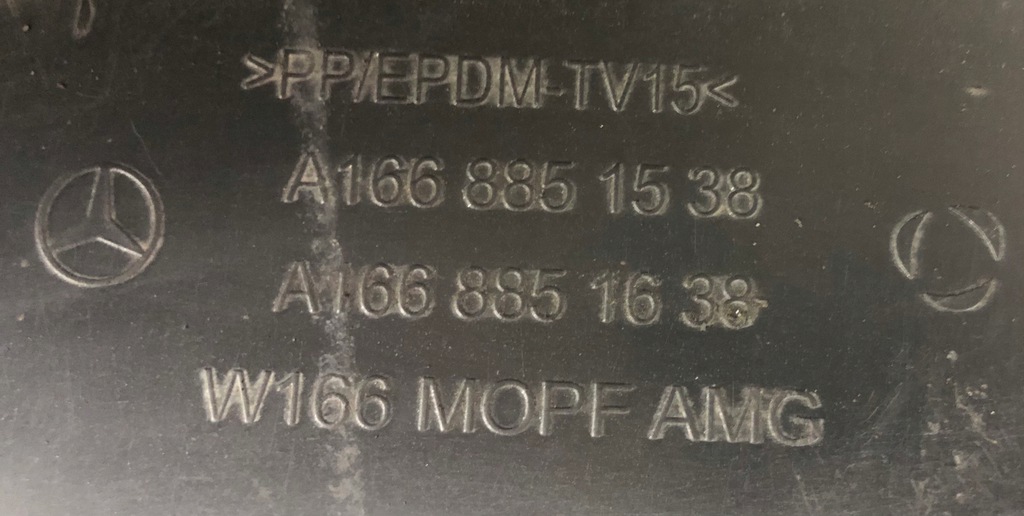 >PP/EPDM-TV15<
A166 885 15 38
A166 885 16 38
W166 MOPF AMG